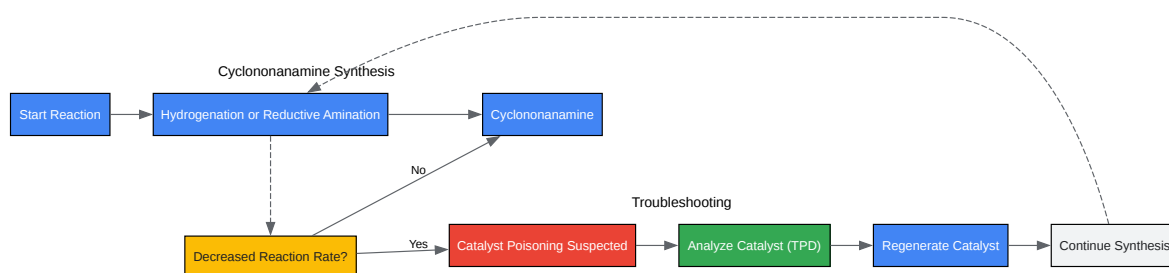 Cyclononanamine Synthesis
Start Reaction
Hydrogenation or Reductive Amination
Cyclononanamine
No
Troubleshooting
Decreased Reaction Rate?
Yes
Catalyst Poisoning Suspected
Analyze Catalyst (TPD)
Regenerate Catalyst
Continue Synthesis